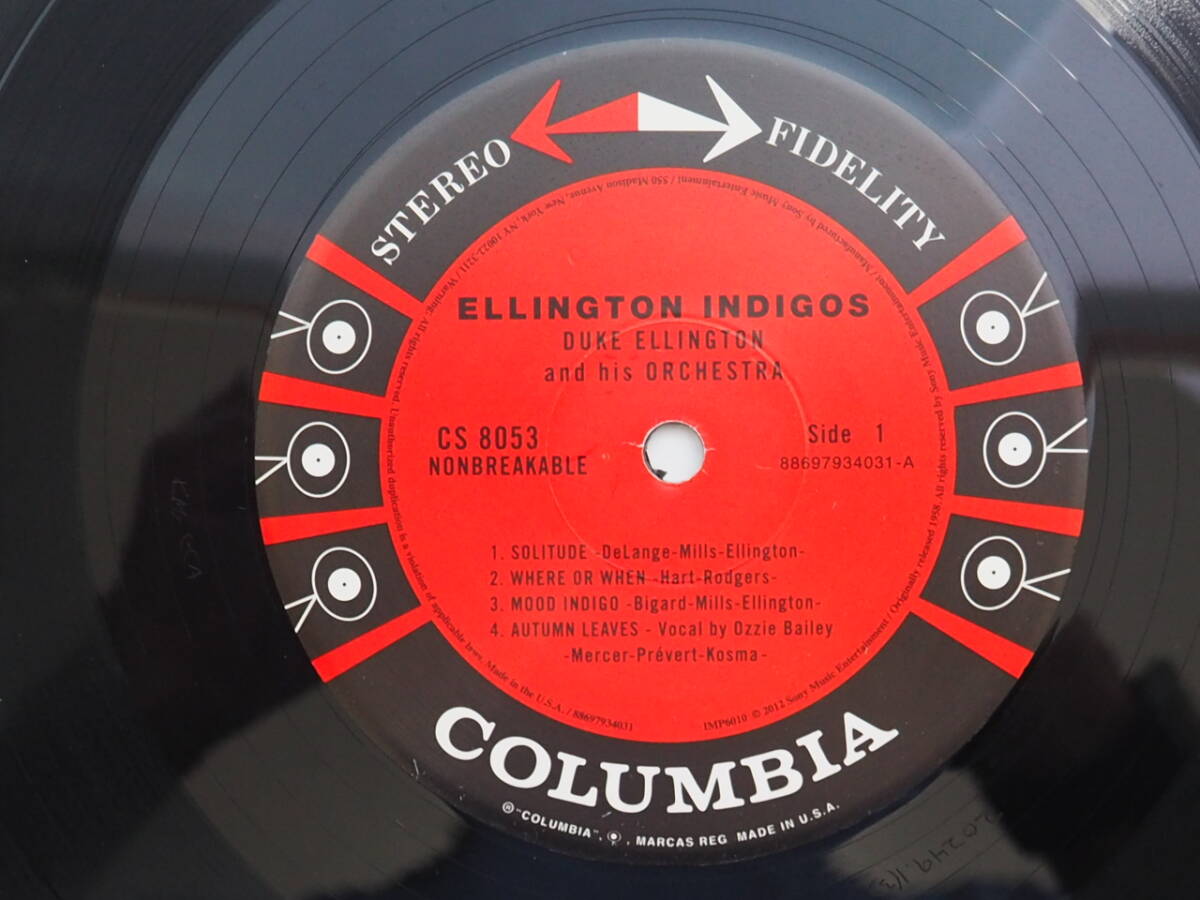 STEREO FIDELITY
Manufactured by Sony Music Entertainment / 550 Madison Avenue, New York, NY 10022-3211 / Warning: All rights reserved. Unauthorized duplication is a violation of applicable laws. Made in the U.S.A. / 88697934031
ELLINGTON INDIGOS
DUKE ELLINGTON
and his ORCHESTRA
CS 8053
NONBREAKABLE
Side 1
88697934031-A
1. SOLITUDE -DeLange-Mills-Ellington-
2. WHERE OR WHEN -Hart-Rodgers-
3. MOOD INDIGO -Bigard-Mills-Ellington-
4. AUTUMN LEAVES - Vocal by Ozzie Bailey
-Mercer-Prévert-Kosma-
IMP6010 © 2012 Sony Music Entertainment / Originally released 1958. All rights reserved by Sony Music Entertainment /
COLUMBIA
® "COLUMBIA", MARCAS REG MADE IN U.S.A.